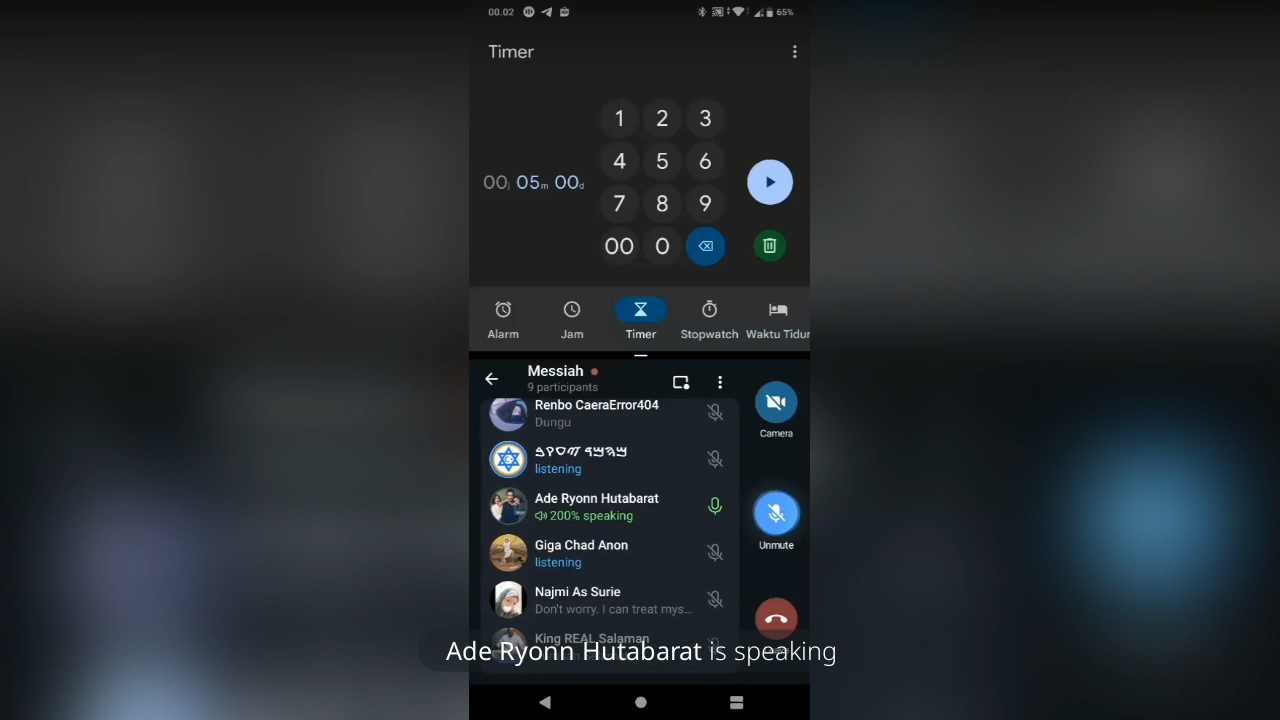 00.02
65%
Timer
1 2 3
4 5 6
00j 05m 00d
7 8 9
00 0
Alarm Jam Timer Stopwatch Waktu Tidur
Messiah
9 participants
Renbo CaeraError404
Dungu
Camera
listening
Ade Ryonn Hutabarat
200% speaking
Unmute
Giga Chad Anon
listening
Najmi As Surie
Don't worry. I can treat mys...
King REAL Salaman
Ade Ryonn Hutabarat is speaking